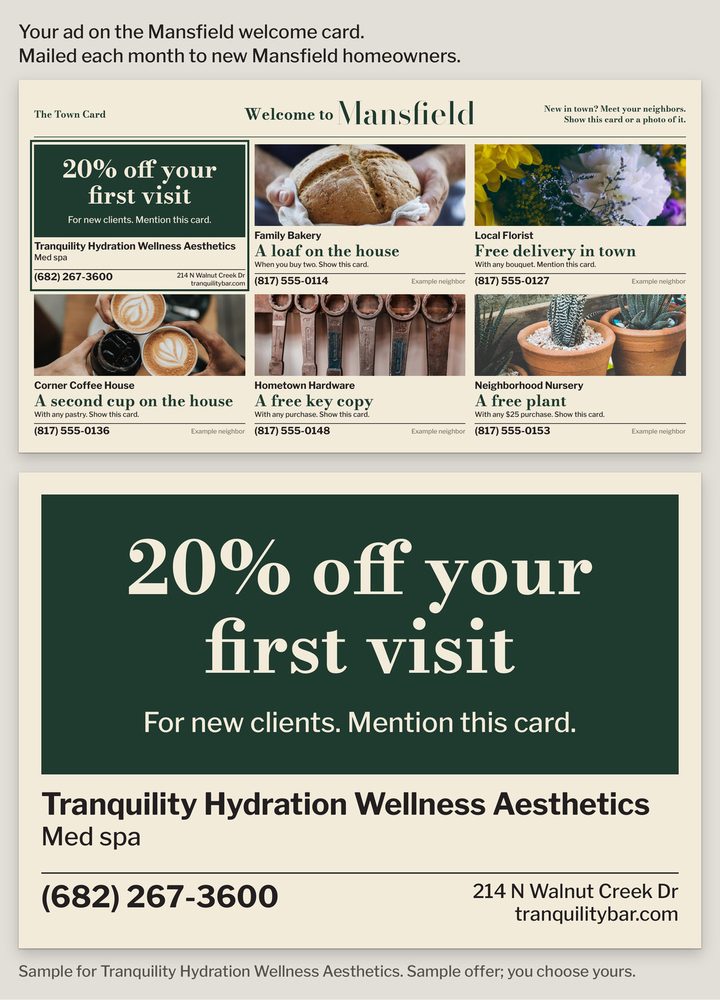 Your ad on the Mansfield welcome card.
Mailed each month to new Mansfield homeowners.
The Town Card
Welcome to Mansfield
New in town? Meet your neighbors.
Show this card or a photo of it.
20% off your
first visit
For new clients. Mention this card.
Tranquility Hydration Wellness Aesthetics
Med spa
(682) 267-3600
214 N Walnut Creek Dr
tranquilitybar.com
Family Bakery
A loaf on the house
When you buy two. Show this card.
(817) 555-0114
Example neighbor
Local Florist
Free delivery in town
With any bouquet. Mention this card.
(817) 555-0127
Example neighbor
Corner Coffee House
A second cup on the house
With any pastry. Show this card.
(817) 555-0136
Example neighbor
Hometown Hardware
A free key copy
With any purchase. Show this card.
(817) 555-0148
Example neighbor
Neighborhood Nursery
A free plant
With any $25 purchase. Show this card.
(817) 555-0153
Example neighbor
20% off your
first visit
For new clients. Mention this card.
Tranquility Hydration Wellness Aesthetics
Med spa
(682) 267-3600
214 N Walnut Creek Dr
tranquilitybar.com
Sample for Tranquility Hydration Wellness Aesthetics. Sample offer; you choose yours.